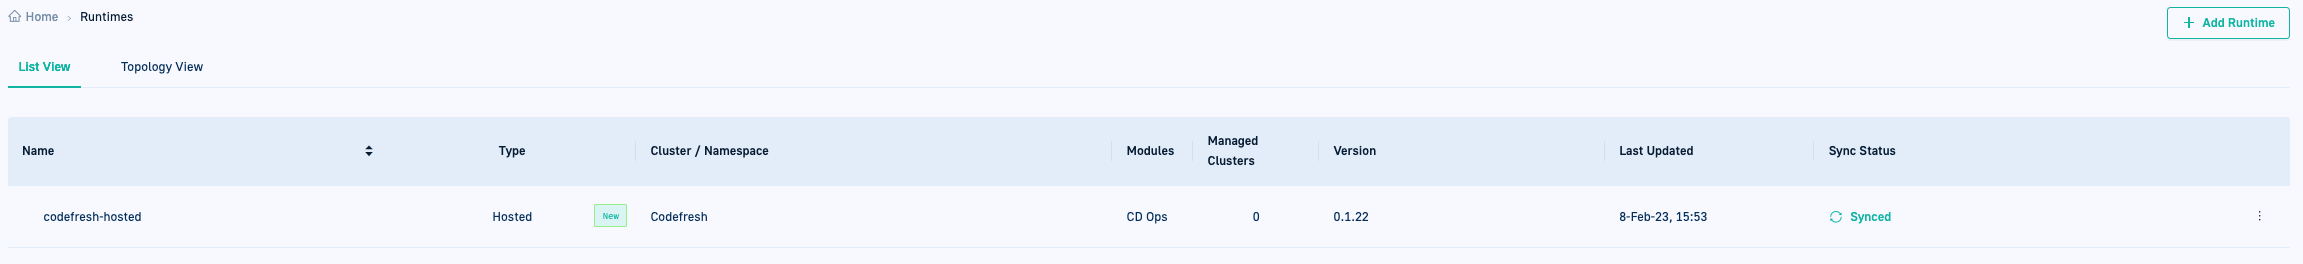 Home > Runtimes
+ Add Runtime
List View Topology View
Name Type Cluster / Namespace Modules Managed Clusters Version Last Updated Sync Status
codefresh-hosted Hosted New Codefresh CD Ops 0 0.1.22 8-Feb-23, 15:53 Synced